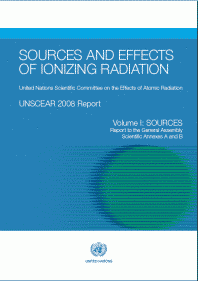 SOURCES AND EFFECTS
OF IONIZING RADIATION
United Nations Scientific Committee on the Effects of Atomic Radiation
UNSCEAR 2008 Report
Volume I: SOURCES
Report to the General Assembly
Scientific Annexes A and B
UNITED NATIONS